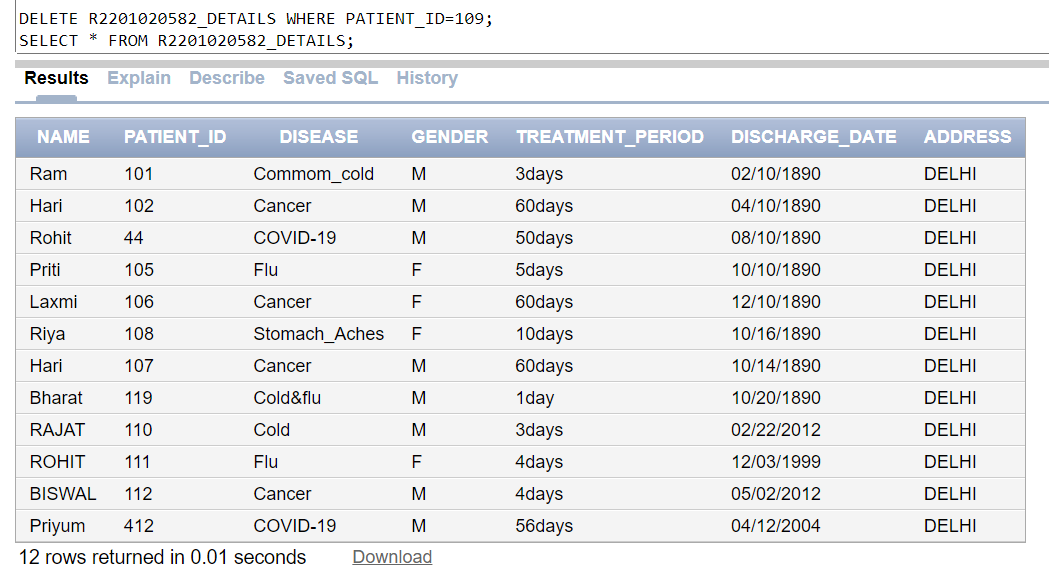 DELETE R2201020582_DETAILS WHERE PATIENT_ID=109;
SELECT * FROM R2201020582_DETAILS;
Results Explain Describe Saved SQL History
NAME PATIENT_ID DISEASE GENDER TREATMENT_PERIOD DISCHARGE_DATE ADDRESS
Ram 101 Commom_cold M 3days 02/10/1890 DELHI
Hari 102 Cancer M 60days 04/10/1890 DELHI
Rohit 44 COVID-19 M 50days 08/10/1890 DELHI
Priti 105 Flu F 5days 10/10/1890 DELHI
Laxmi 106 Cancer F 60days 12/10/1890 DELHI
Riya 108 Stomach_Aches F 10days 10/16/1890 DELHI
Hari 107 Cancer M 60days 10/14/1890 DELHI
Bharat 119 Cold&flu M 1day 10/20/1890 DELHI
RAJAT 110 Cold M 3days 02/22/2012 DELHI
ROHIT 111 Flu F 4days 12/03/1999 DELHI
BISWAL 112 Cancer M 4days 05/02/2012 DELHI
Priyum 412 COVID-19 M 56days 04/12/2004 DELHI
12 rows returned in 0.01 seconds Download